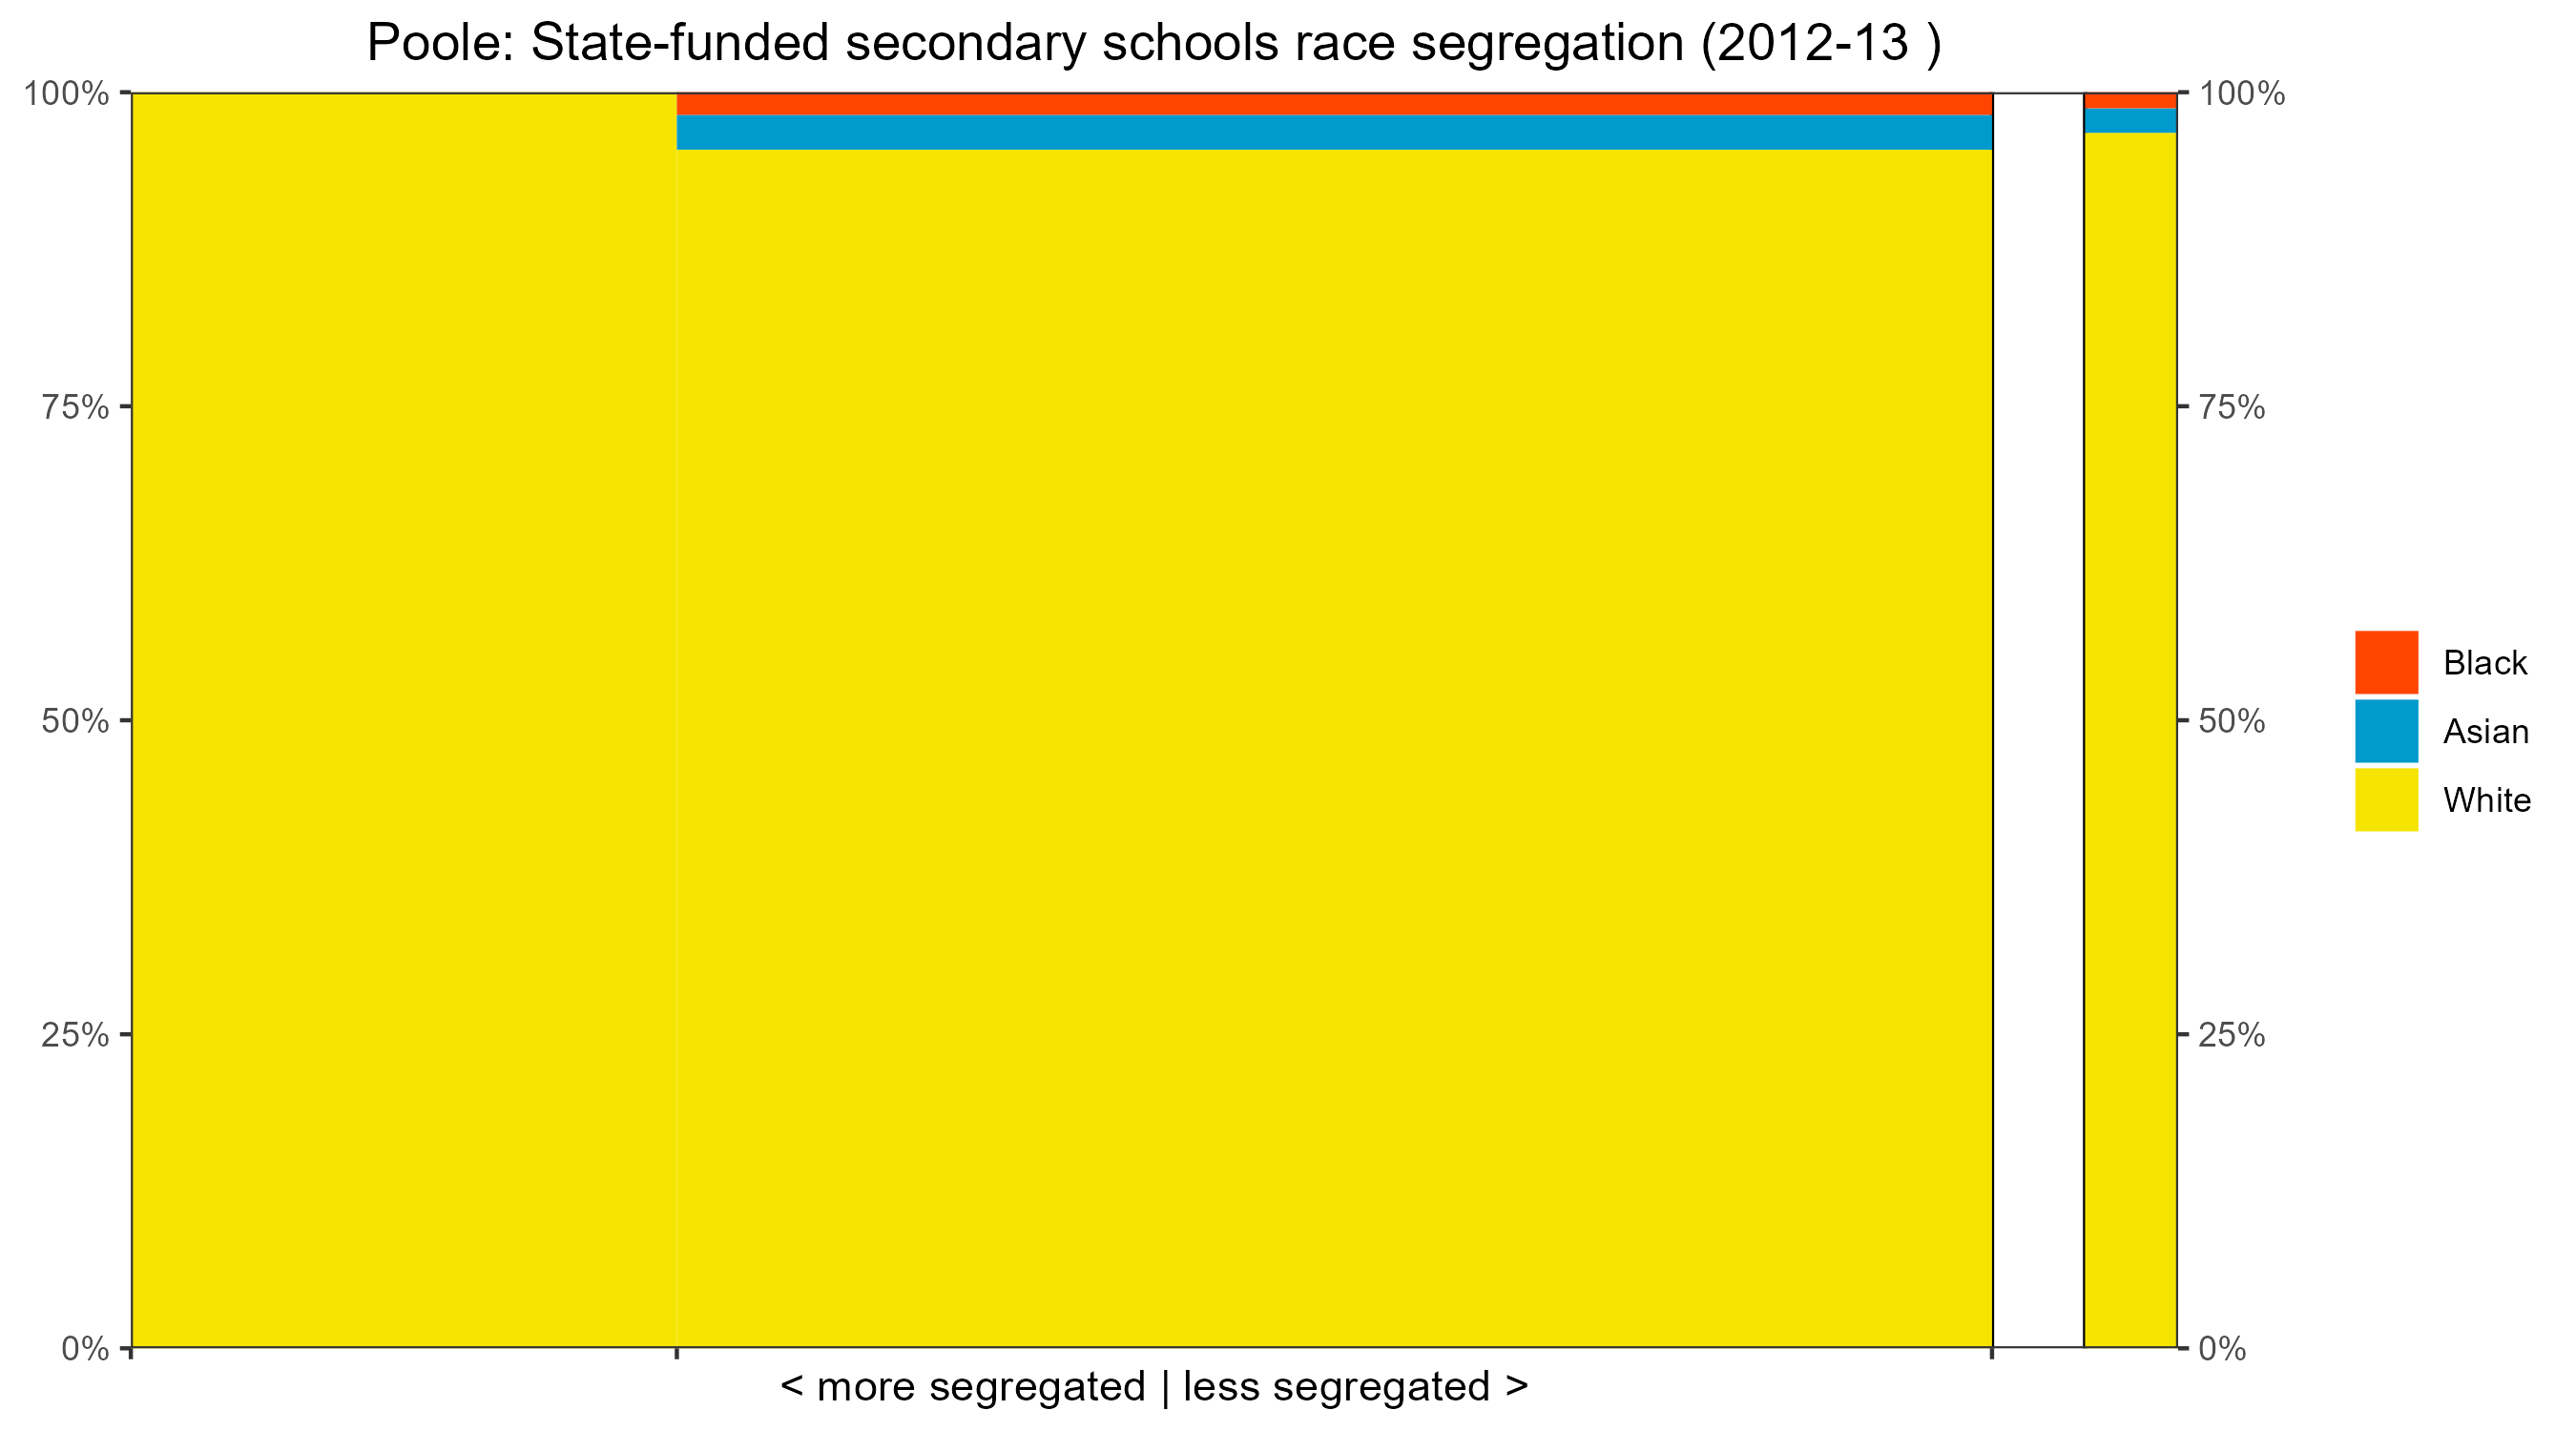 Poole: State-funded secondary schools race segregation (2012-13 )
100%
75%
50%
25%
0%
100%
75%
50%
25%
0%
Black
Asian
White
< more segregated | less segregated >